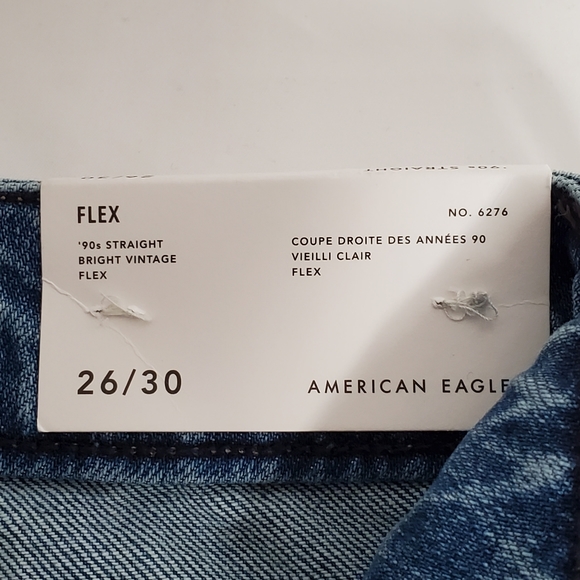 FLEX
NO. 6276
'90s STRAIGHT
BRIGHT VINTAGE
FLEX
COUPE DROITE DES ANNÉES 90
VIEILLI CLAIR
FLEX
26/30
AMERICAN EAGLE